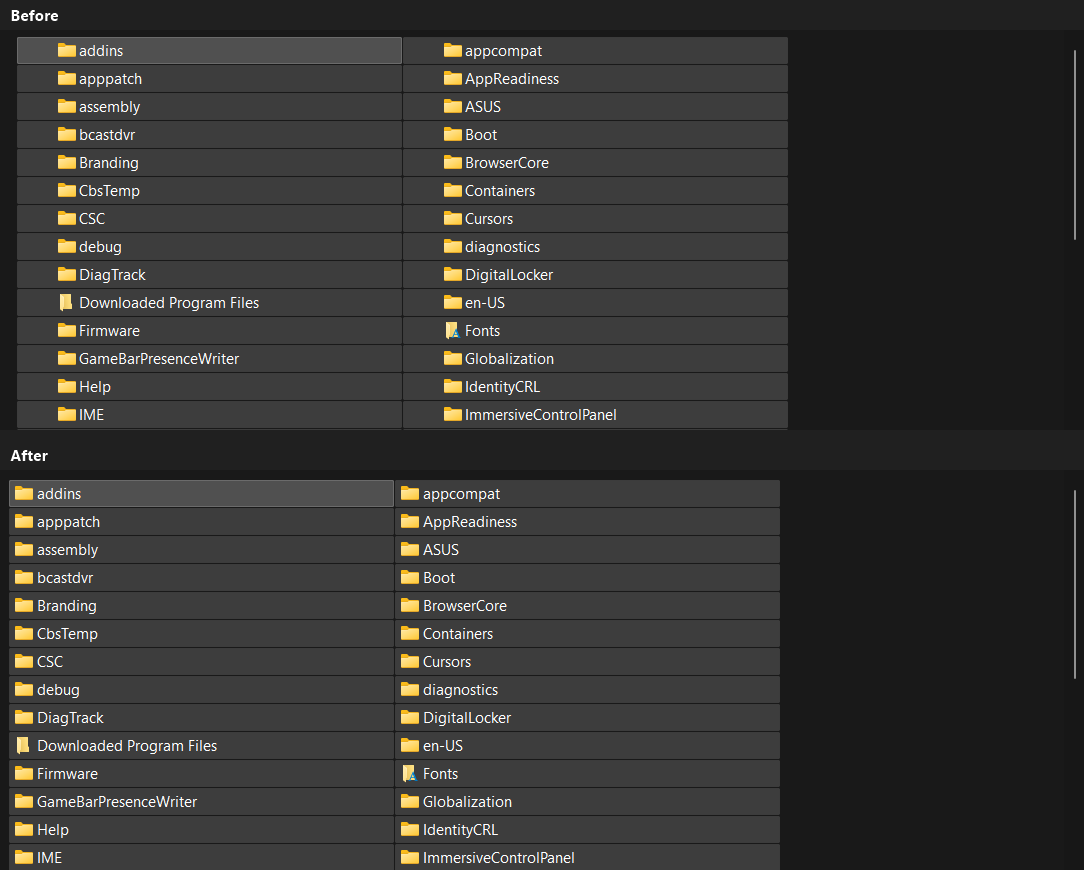 Before
addins appcompat
apppatch AppReadiness
assembly ASUS
bcastdvr Boot
Branding BrowserCore
CbsTemp Containers
CSC Cursors
debug diagnostics
DiagTrack DigitalLocker
Downloaded Program Files en-US
Firmware Fonts
GameBarPresenceWriter Globalization
Help IdentityCRL
IME ImmersiveControlPanel
After
addins appcompat
apppatch AppReadiness
assembly ASUS
bcastdvr Boot
Branding BrowserCore
CbsTemp Containers
CSC Cursors
debug diagnostics
DiagTrack DigitalLocker
Downloaded Program Files en-US
Firmware Fonts
GameBarPresenceWriter Globalization
Help IdentityCRL
IME ImmersiveControlPanel